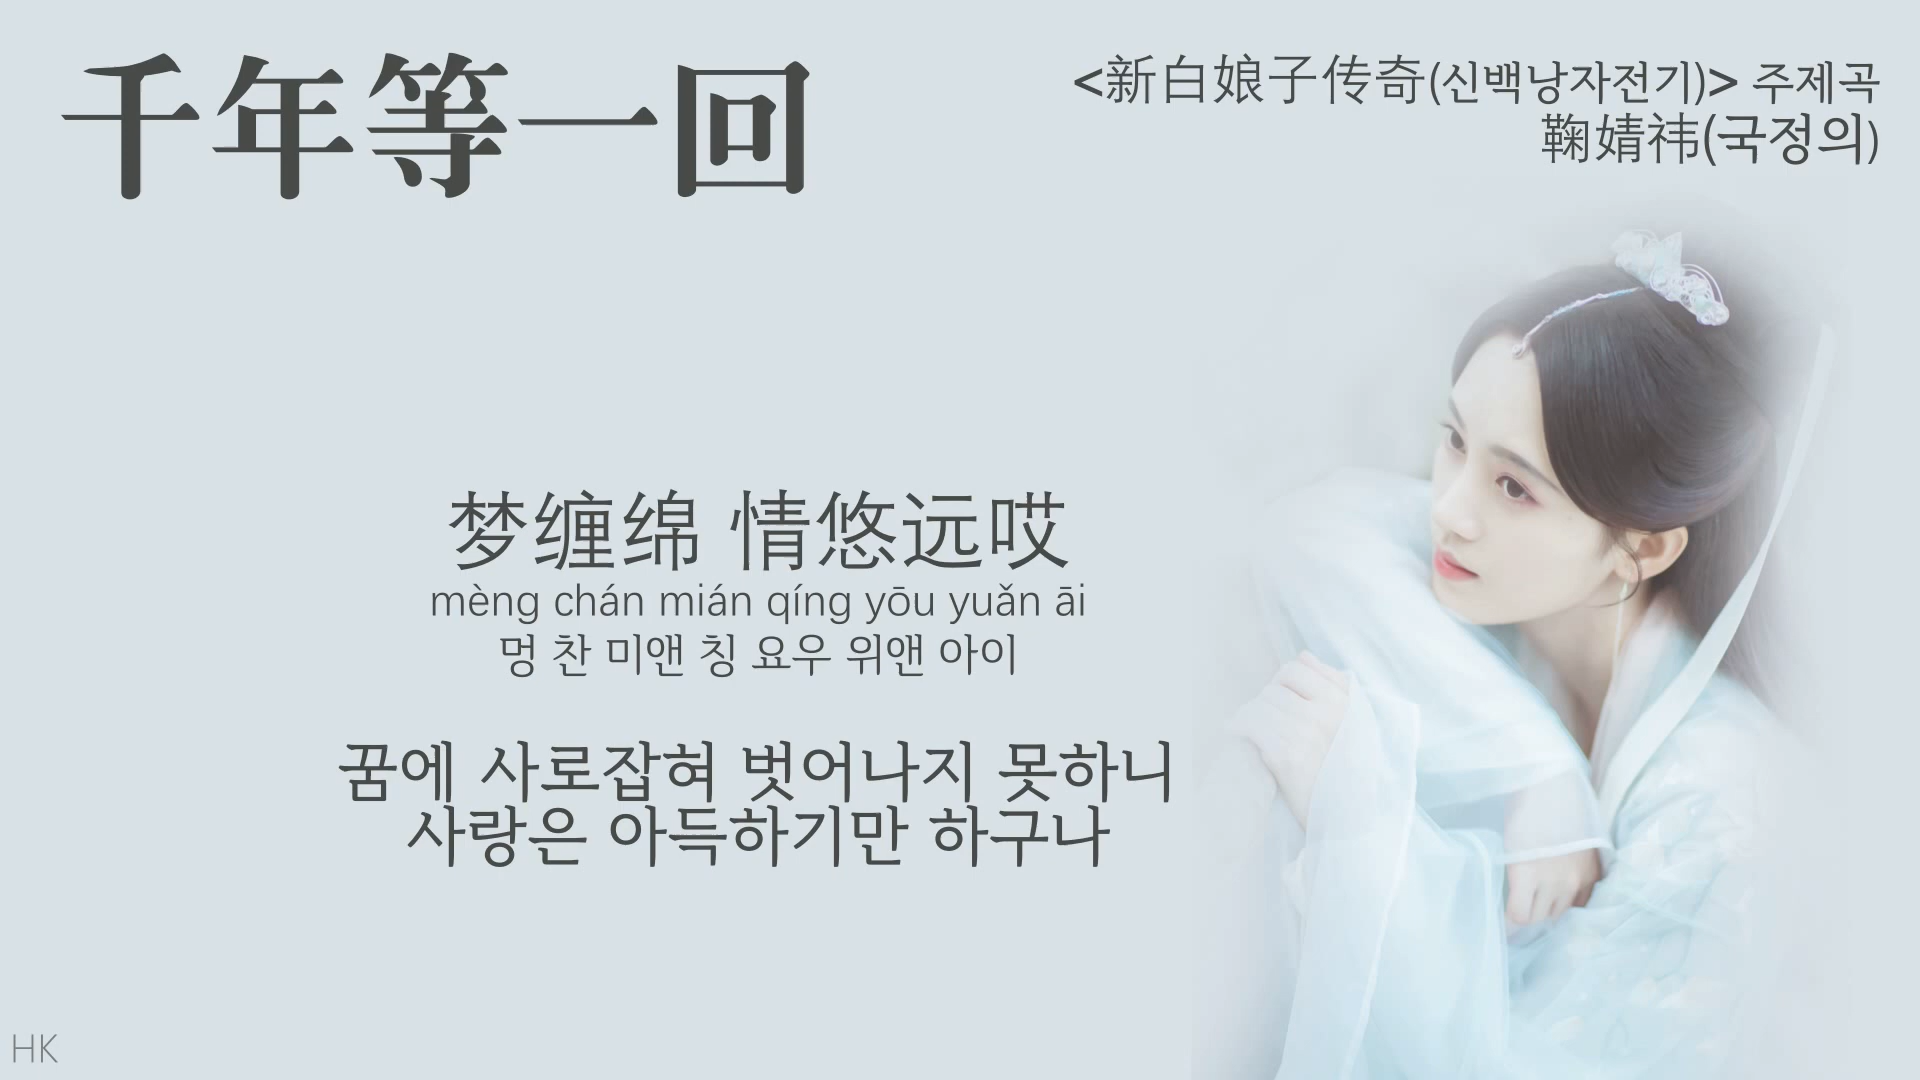 千年等一回
<新白娘子传奇(신백낭자전기)> 주제곡
鞠婧祎(국정의)
梦缠绵 情悠远哎
mèng chán mián qíng yōu yuǎn āi
멍 찬 미앤 칭 요우 위앤 아이
꿈에 사로잡혀 벗어나지 못하니
사랑은 아득하기만 하구나
HK